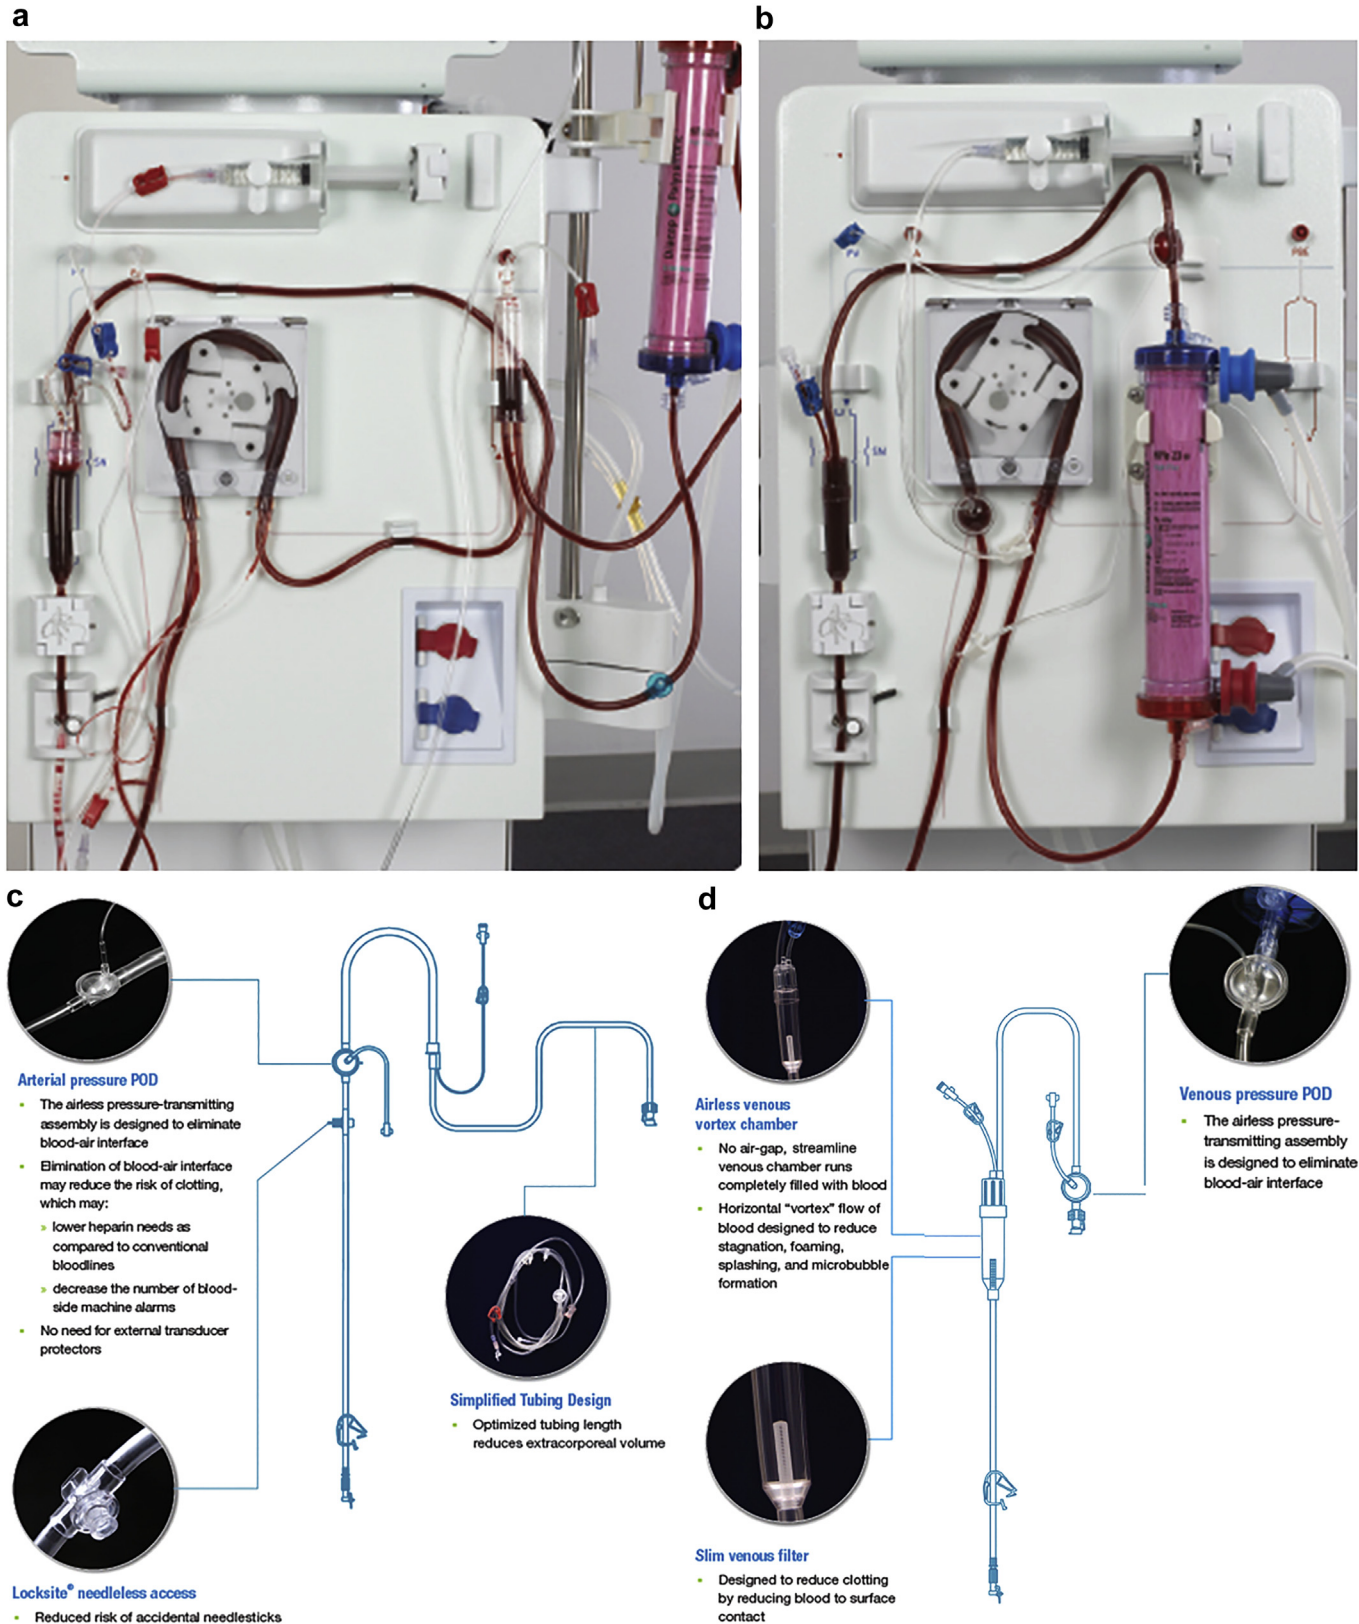 a
b
SN
PV
SN
c
Arterial pressure POD
• The airless pressure-transmitting
assembly is designed to eliminate
blood-air interface
• Elimination of blood-air interface
may reduce the risk of clotting,
which may:
» lower heparin needs as
compared to conventional
bloodlines
» decrease the number of blood-
side machine alarms
• No need for external transducer
protectors
Locksite® needleless access
• Reduced risk of accidental needlesticks
Simplified Tubing Design
• Optimized tubing length
reduces extracorporeal volume
d
Airless venous
vortex chamber
• No air-gap, streamline
venous chamber runs
completely filled with blood
• Horizontal “vortex” flow of
blood designed to reduce
stagnation, foaming,
splashing, and microbubble
formation
Slim venous filter
• Designed to reduce clotting
by reducing blood to surface
contact
Venous pressure POD
• The airless pressure-
transmitting assembly
is designed to eliminate
blood-air interface